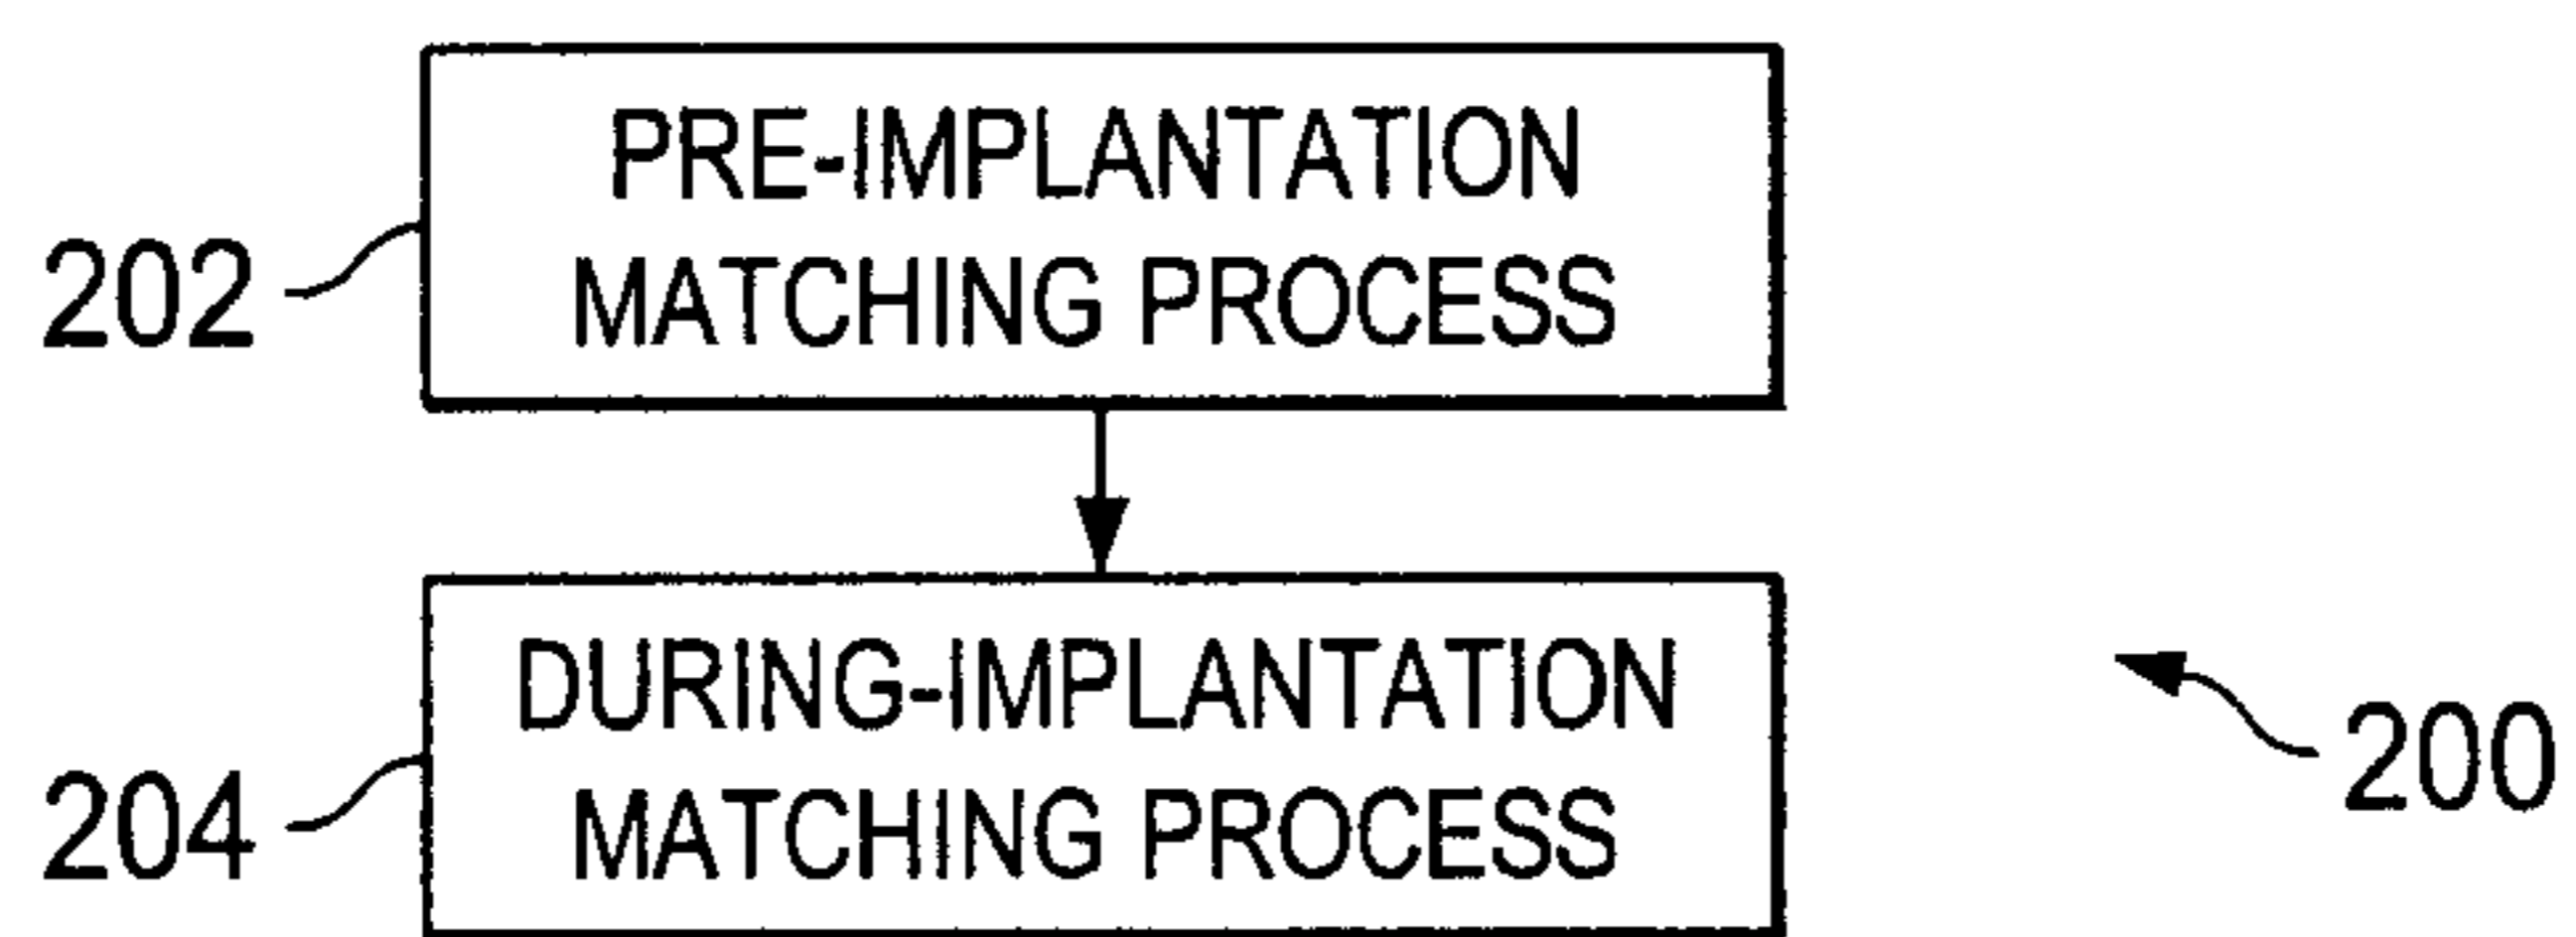 PRE-IMPLANTATION
MATCHING PROCESS
202
DURING-IMPLANTATION
MATCHING PROCESS
204
200